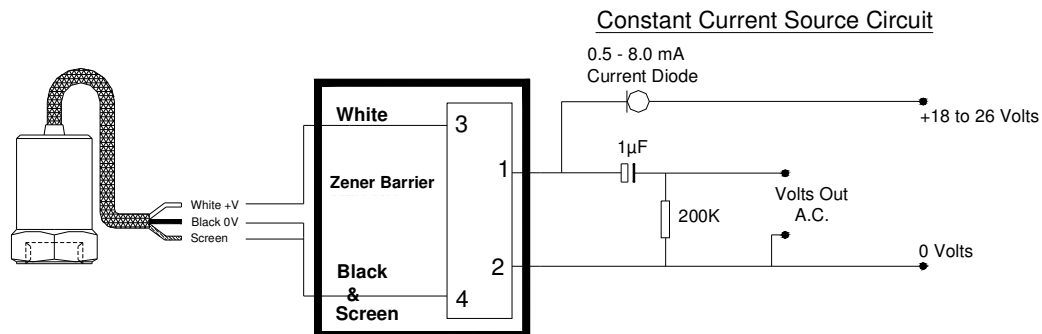 Constant Current Source Circuit
0.5 - 8.0 mA
Current Diode
+18 to 26 Volts
White
3
1µF
1
Zener Barrier
White +V
Black 0V
Screen
200K
Volts Out
A.C.
0 Volts
2
Black
&
Screen
4